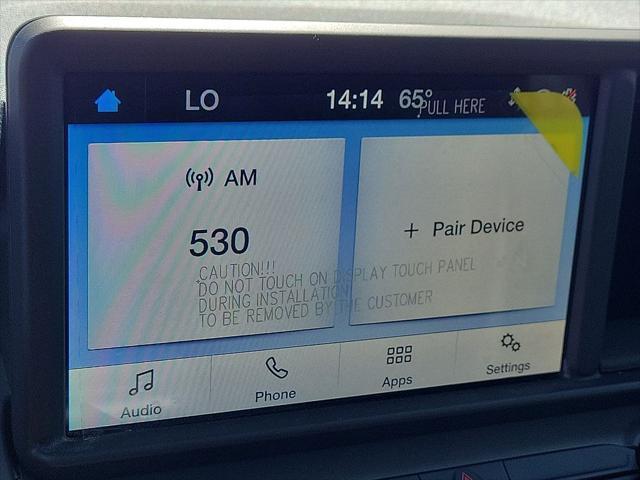 LO
14:14
65°
PULL HERE
AM
530
+ Pair Device
CAUTION!!!
DO NOT TOUCH ON DISPLAY TOUCH PANEL
DURING INSTALLATION
TO BE REMOVED BY THE CUSTOMER
Audio
Phone
Apps
Settings